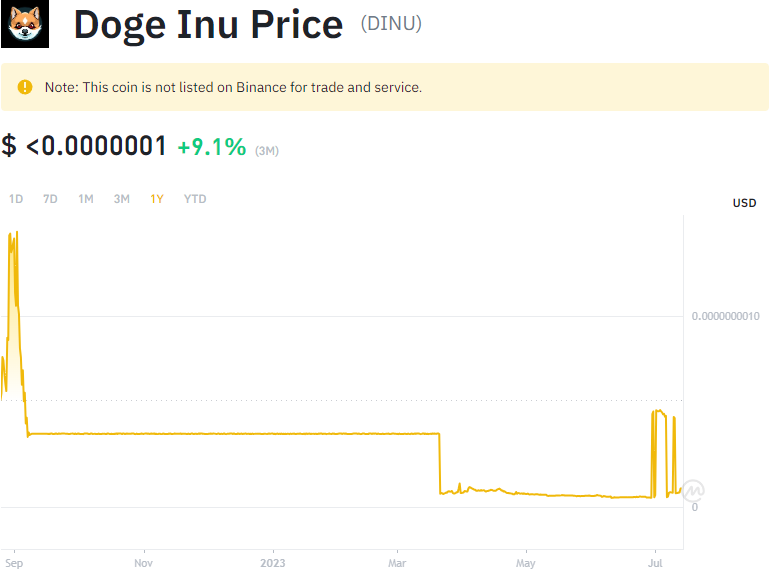 Doge Inu Price (DINU)
Note: This coin is not listed on Binance for trade and service.
$ <0.0000001 +9.1% (3M)
1D 7D 1M 3M 1Y YTD
USD
0.0000000010
0
Sep Nov 2023 Mar May Jul